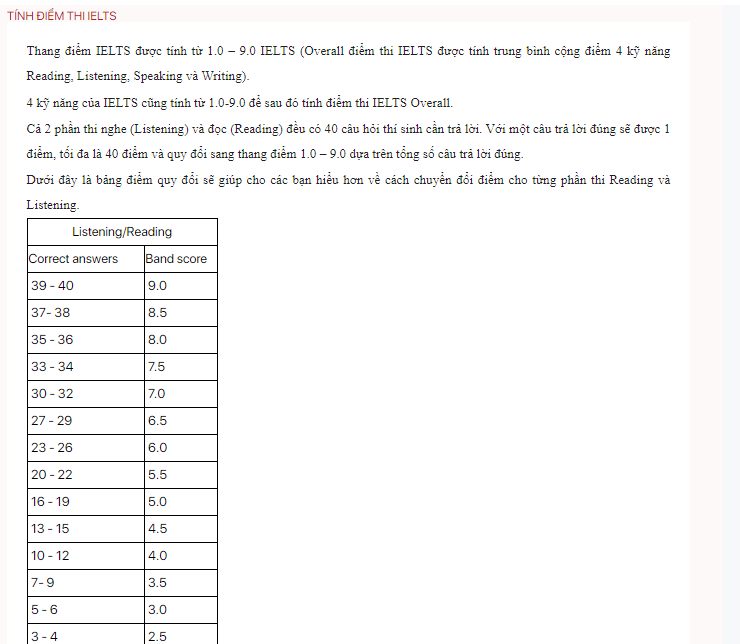 TÍNH ĐIỂM THI IELTS
Thang điểm IELTS được tính từ 1.0 – 9.0 IELTS (Overall điểm thi IELTS được tính trung bình cộng điểm 4 kỹ năng
Reading, Listening, Speaking và Writing).
4 kỹ năng của IELTS cũng tính từ 1.0-9.0 để sau đó tính điểm thi IELTS Overall.
Cả 2 phần thi nghe (Listening) và đọc (Reading) đều có 40 câu hỏi thí sinh cần trả lời. Với một câu trả lời đúng sẽ được 1
điểm, tối đa là 40 điểm và quy đổi sang thang điểm 1.0 – 9.0 dựa trên tổng số câu trả lời đúng.
Dưới đây là bảng điểm quy đổi sẽ giúp cho các bạn hiểu hơn về cách chuyển đổi điểm cho từng phần thi Reading và
Listening.
Listening/Reading
Correct answers Band score
39 - 40 9.0
37- 38 8.5
35 - 36 8.0
33 - 34 7.5
30 - 32 7.0
27 - 29 6.5
23 - 26 6.0
20 - 22 5.5
16 - 19 5.0
13 - 15 4.5
10 - 12 4.0
7- 9 3.5
5 - 6 3.0
3 - 4 2.5